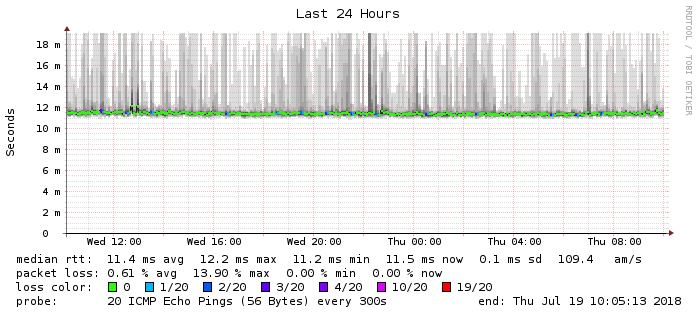 Last 24 Hours
RRDTOOL / TOBI OETIKER
Seconds
18 m
16 m
14 m
12 m
10 m
8 m
6 m
4 m
2 m
0
Wed 12:00 Wed 16:00 Wed 20:00 Thu 00:00 Thu 04:00 Thu 08:00
median rtt: 11.4 ms avg 12.2 ms max 11.2 ms min 11.5 ms now 0.1 ms sd 109.4 am/s
packet loss: 0.61 % avg 13.90 % max 0.00 % min 0.00 % now
loss color: 0 1/20 2/20 3/20 4/20 10/20 19/20
probe: 20 ICMP Echo Pings (56 Bytes) every 300s end: Thu Jul 19 10:05:13 2018